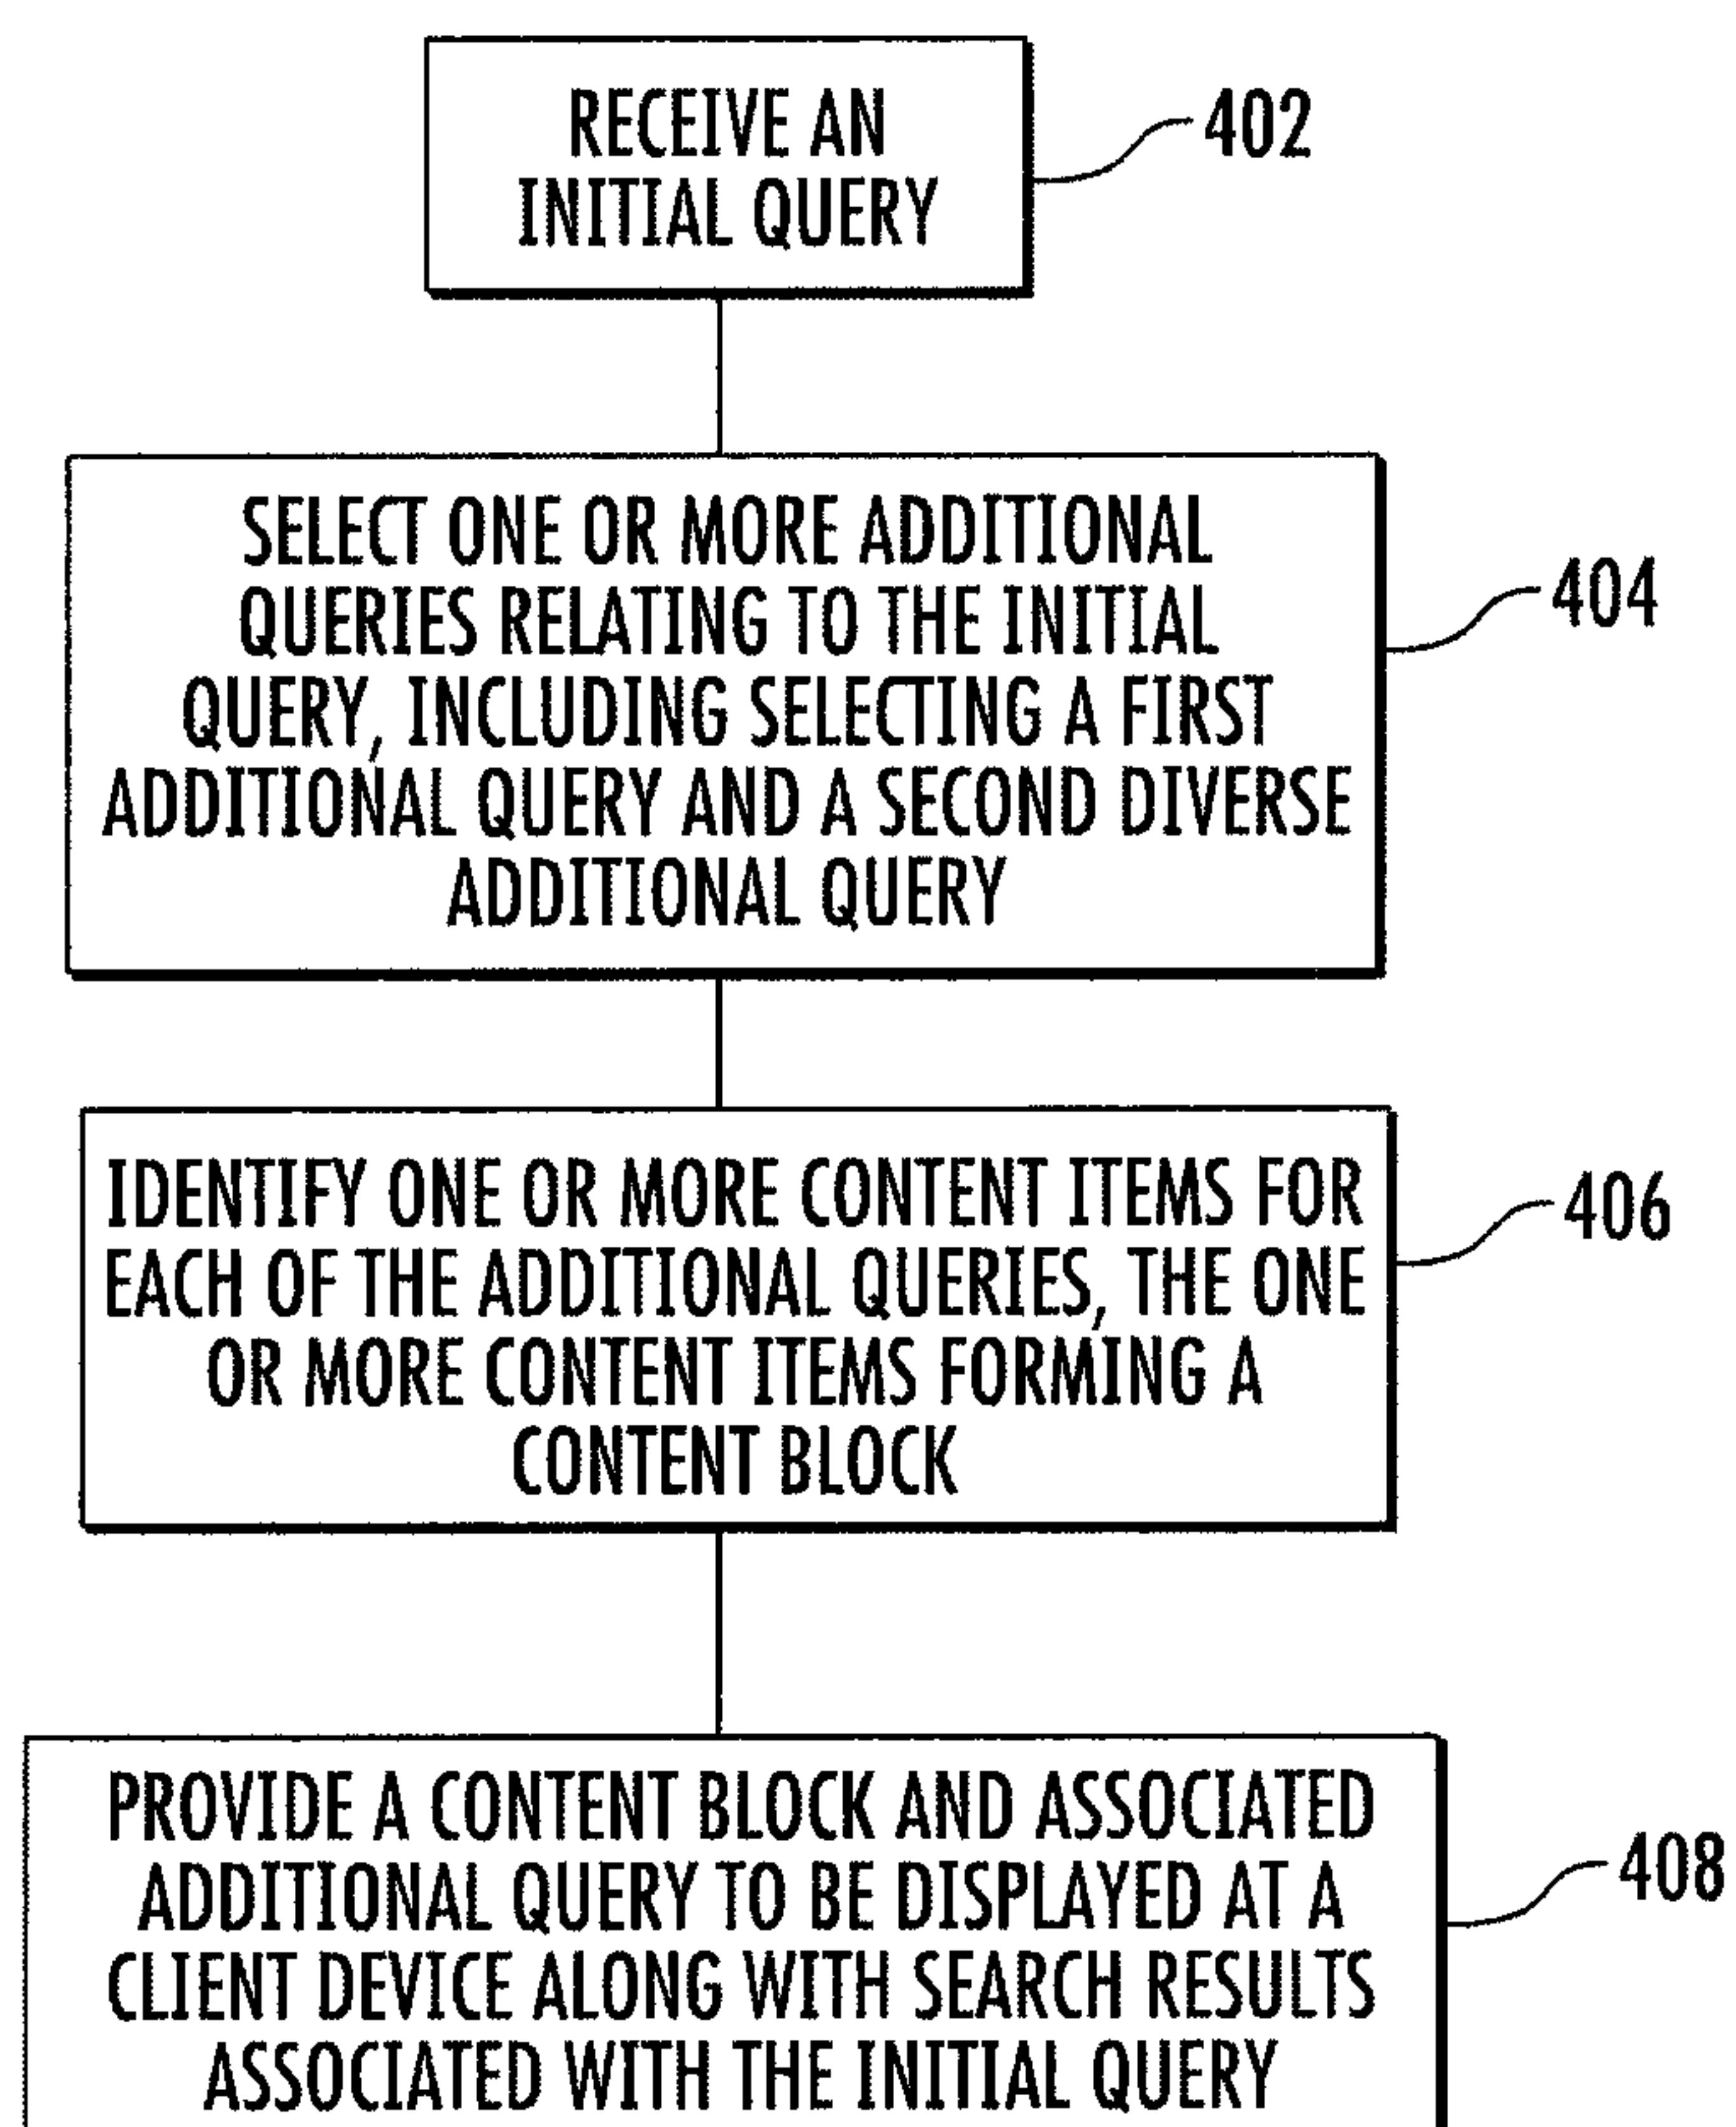 RECEIVE AN
INITIAL QUERY
402
SELECT ONE OR MORE ADDITIONAL
QUERIES RELATING TO THE INITIAL
QUERY, INCLUDING SELECTING A FIRST
ADDITIONAL QUERY AND A SECOND DIVERSE
ADDITIONAL QUERY
404
IDENTIFY ONE OR MORE CONTENT ITEMS FOR
EACH OF THE ADDITIONAL QUERIES, THE ONE
OR MORE CONTENT ITEMS FORMING A
CONTENT BLOCK
406
PROVIDE A CONTENT BLOCK AND ASSOCIATED
ADDITIONAL QUERY TO BE DISPLAYED AT A
CLIENT DEVICE ALONG WITH SEARCH RESULTS
ASSOCIATED WITH THE INITIAL QUERY
408